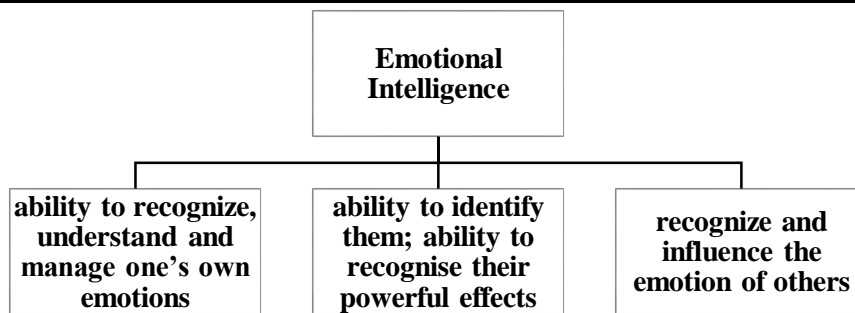 Emotional
Intelligence
ability to recognize,
understand and
manage one's own
emotions
ability to identify
them; ability to
recognise their
powerful effects
recognize and
influence the
emotion of others